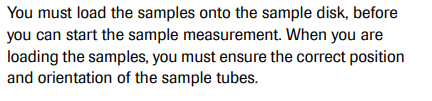 You must load the samples onto the sample disk, before
you can start the sample measurement. When you are
loading the samples, you must ensure the correct position
and orientation of the sample tubes.